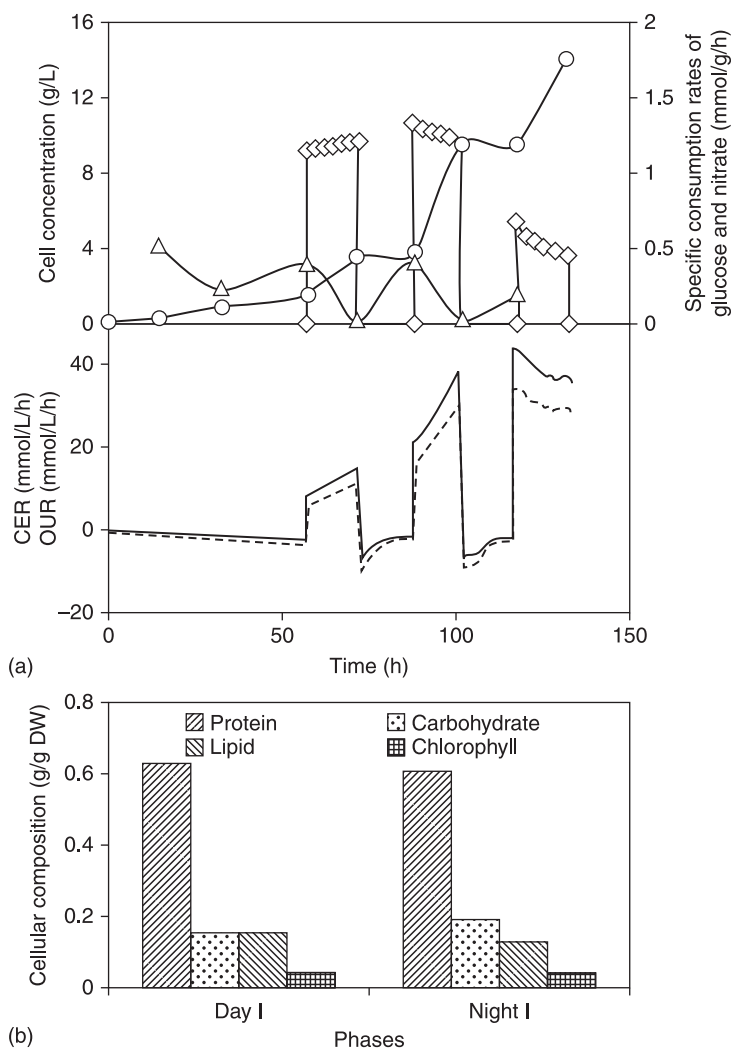 16
12
8
4
0
Cell concentration (g/L)
2
1.5
1
0.5
0
Specific consumption rates of
glucose and nitrate (mmol/g/h)
40
20
0
–20
CER (mmol/L/h)
OUR (mmol/L/h)
0
50
100
150
(a)
Time (h)
0.8
0.6
0.4
0.2
0
Cellular composition (g/g DW)
Protein
Carbohydrate
Lipid
Chlorophyll
Day I
Night I
(b)
Phases